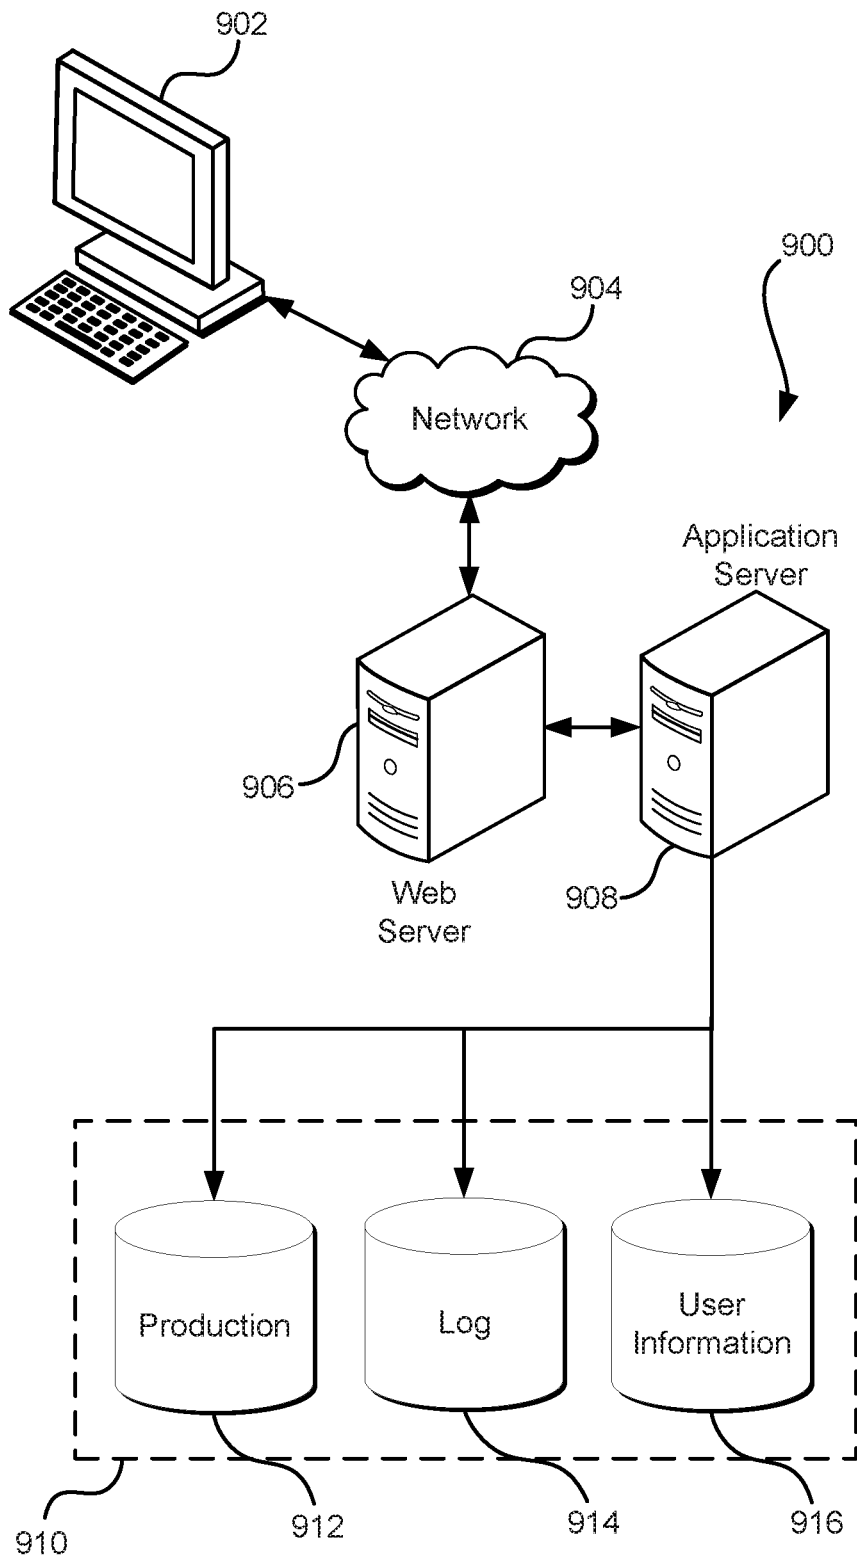 902
900
904
Network
Application
Server
906
908
Web
Server
Production
Log
User
Information
910
912
914
916